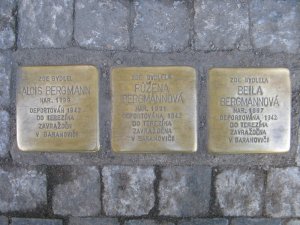 ZDE BYDLEL
ALOIS BERGMANN
NAR.
DEPORTOVÁN 1942
DO TEREZÍNA
ZAVRAŽDĚN
V BARANOVIČI
ZDE BYDLELA
RŮŽENA
BERGMANNOVÁ
NAR.
DEPORTOVÁNA 1942
DO TEREZÍNA
ZAVRAŽDĚNA
V BARANOVIČI
ZDE BYDLELA
BEILA
BERGMANNOVÁ
NAR. 1887
DEPORTOVÁNA 1942
DO TEREZÍNA
ZAVRAŽDĚNA
V BARANOVIČI